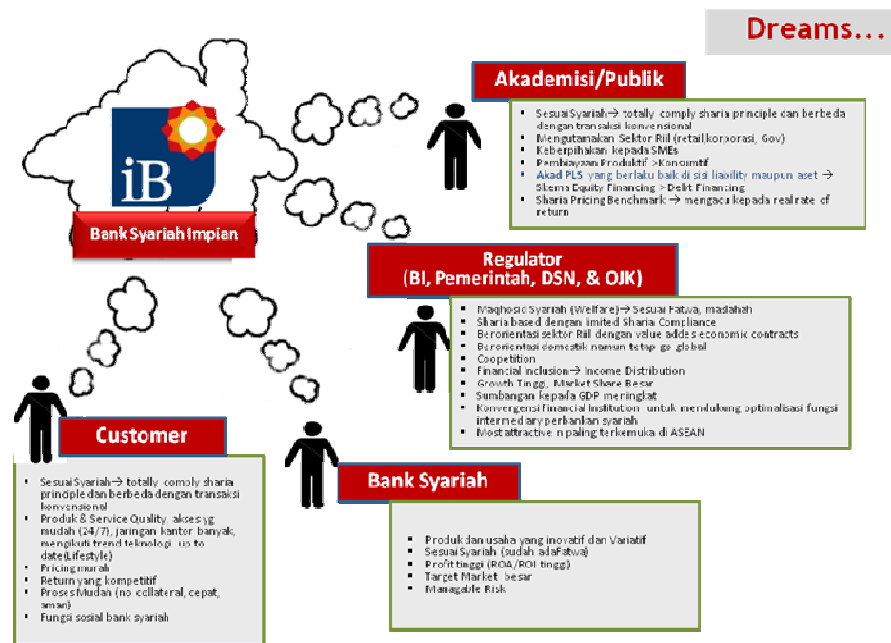 Dreams...
iB
Bank Syariah Impian
Akademisi/Publik
Sesuai Syariah→ totally comply sharia principle dan berbeda
dengan transaksi konvensional
Mengutamakan Sektor Riil (retail,korporasi, Gov)
Keberpihakan kepada SMEs
Pembiayaan Produktif >Konsumtif
Akad PLS yang berlaku baik di sisi liability maupun aset →
Skema Equity Financing > Debt Financing
Sharia Pricing Benchmark → mengacu kepada real rate of
return
Regulator
(BI, Pemerintah, DSN, & OJK)
Maqhosid Syariah (Welfare)→ Sesuai Fatwa, maslahah
Sharia based dengan limited Sharia Compliance
Berorientasi sektor Riil dengan value addes economic contracts
Berorientasi domestik namun tetap go global
Coopetition
Financial Inclusion→ Income Distribution
Growth Tinggi, Market Share Besar
Sumbangan kepada GDP meningkat
Konvergensi Financial Institution untuk mendukung optimalisasi fungsi
intermediary perbankan syariah
Most attractive n paling terkemuka di ASEAN
Customer
Sesuai Syariah→ totally comply sharia
principle dan berbeda dengan transaksi
konvensional
Produk & Service Quality, akses yg
mudah (24/7), jaringan kantor banyak,
mengikuti trend teknologi up to
date(Lifestyle)
Pricing murah
Return yang kompetitif
Proses Mudah (no collateral, cepat,
aman)
Fungsi sosial bank syariah
Bank Syariah
Produk dan usaha yang inovatif dan Variatif
Sesuai Syariah (sudah ada Fatwa)
Profit tinggi (ROA/ROI tinggi)
Target Market besar
Managable Risk